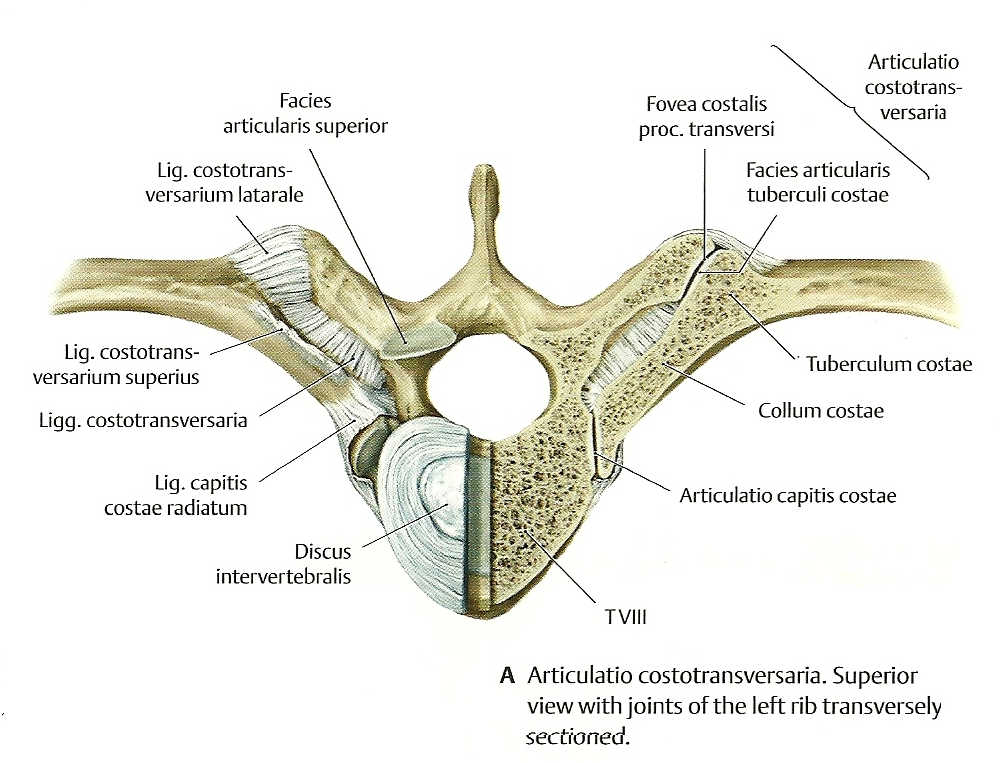 Articulatio
costotrans-
versaria
Facies
articularis superior
Fovea costalis
proc. transversi
Lig. costotrans-
versarium latarale
Facies articularis
tuberculi costae
Lig. costotrans-
versarium superius
Tuberculum costae
Ligg. costotransversaria
Collum costae
Lig. capitis
costae radiatum
Articulatio capitis costae
Discus
intervertebralis
TVIII
A Articulatio costotransversaria. Superior
view with joints of the left rib transversely
sectioned.